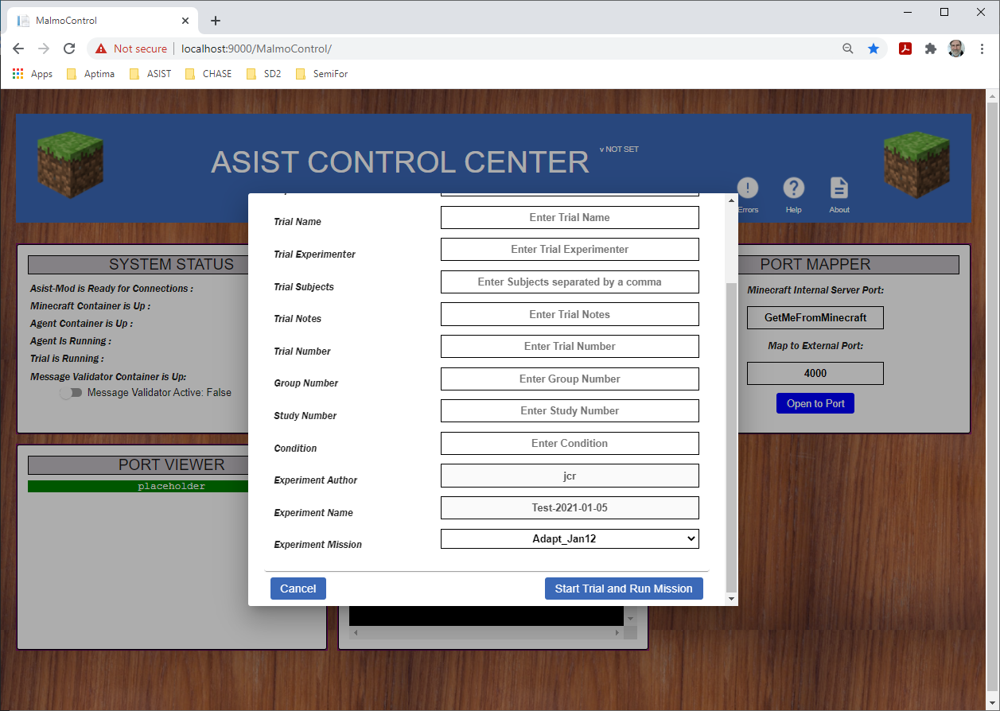 MalmoControl
Not secure
localhost:9000/MalmoControl/
Apps
Aptima
ASIST
CHASE
SD2
SemiFor
ASIST CONTROL CENTER
v NOT SET
Errors
Help
About
SYSTEM STATUS
Asist-Mod is Ready for Connections :
Minecraft Container is Up :
Agent Container is Up :
Agent Is Running :
Trial is Running :
Message Validator Container is Up:
Message Validator Active: False
PORT VIEWER
placeholder
Trial Name
Enter Trial Name
Trial Experimenter
Enter Trial Experimenter
Trial Subjects
Enter Subjects separated by a comma
Trial Notes
Enter Trial Notes
Trial Number
Enter Trial Number
Group Number
Enter Group Number
Study Number
Enter Study Number
Condition
Enter Condition
Experiment Author
jcr
Experiment Name
Test-2021-01-05
Experiment Mission
Adapt_Jan12
Cancel
Start Trial and Run Mission
PORT MAPPER
Minecraft Internal Server Port:
GetMeFromMinecraft
Map to External Port:
4000
Open to Port